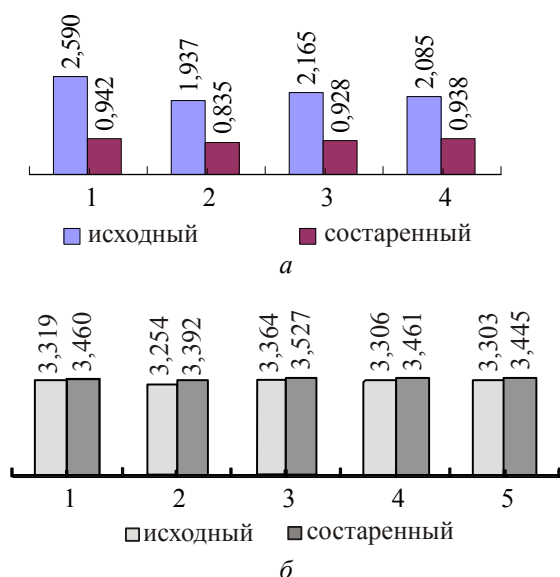 2,590 0,942 1,937 0,835 2,165 0,928 2,085 0,938
1 2 3 4
исходный состаренный
а
3,319 3,460 3,254 3,392 3,364 3,527 3,306 3,461 3,303 3,445
1 2 3 4 5
исходный состаренный
б